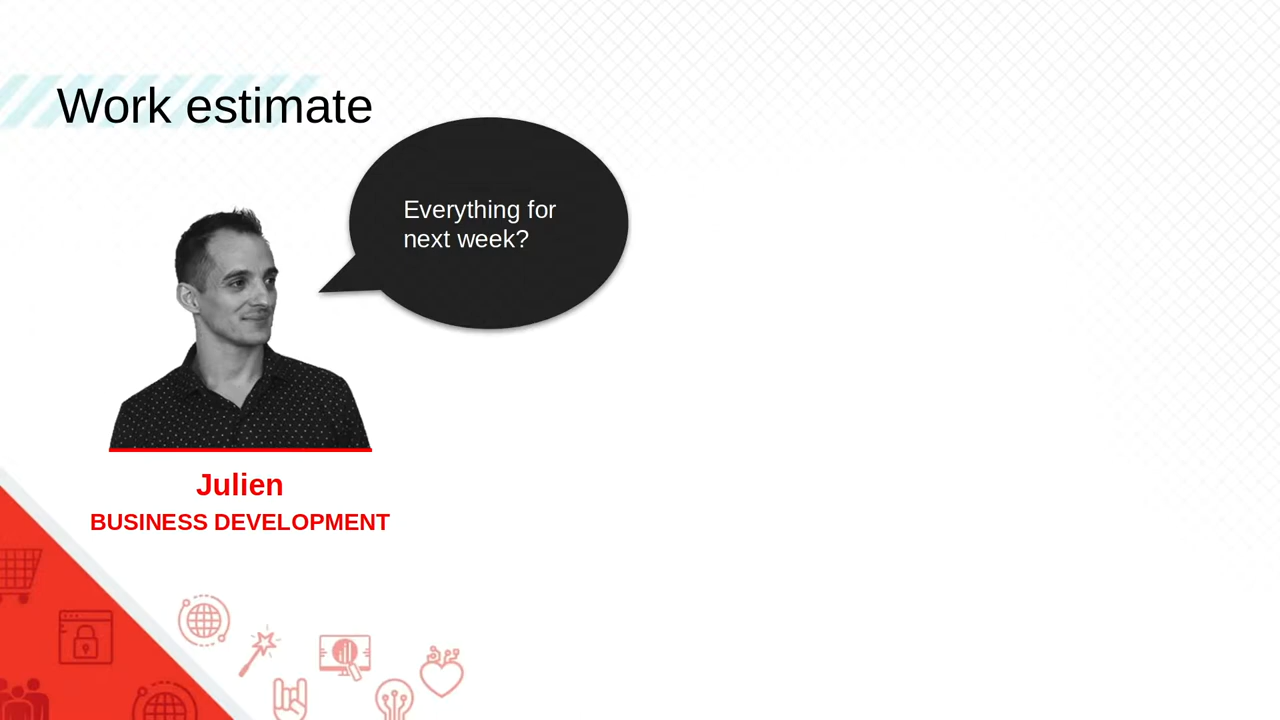 Work estimate
Everything for
next week?
Julien
BUSINESS DEVELOPMENT